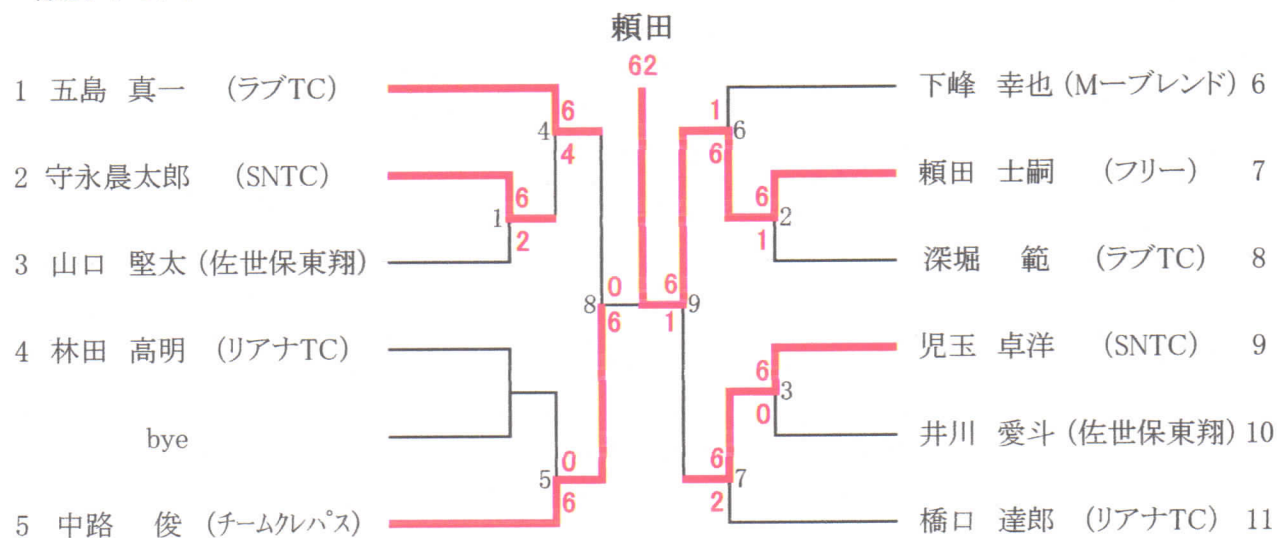 頼田
62
1 五島 真一 (ラブTC)
2 守永晨太郎 (SNTC)
3 山口 堅太 (佐世保東翔)
4 林田 高明 (リアナTC)
bye
5 中路 俊 (チームクレパス)
6
4
4
6
1
2
0
8
6
0
5
6
下峰 幸也 (Mーブレンド) 6
頼田 士嗣 (フリー) 7
深堀 範 (ラブTC) 8
児玉 卓洋 (SNTC) 9
井川 愛斗 (佐世保東翔) 10
橋口 達郎 (リアナTC) 11
1
6
6
6
2
1
6
9
1
6
3
0
6
7
2